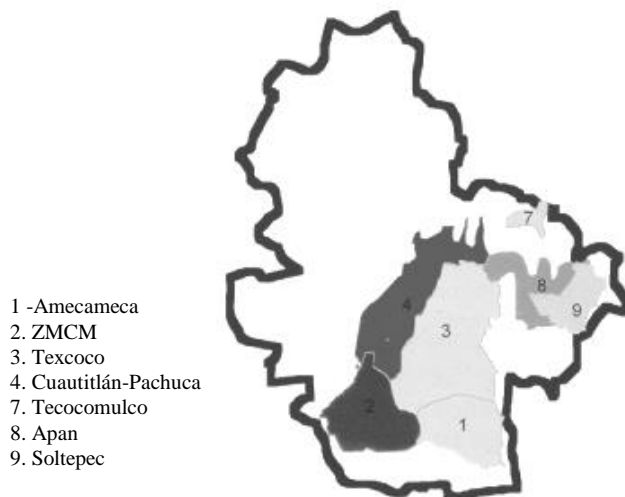 7
8
9
4
3
2
1
1 -Amecameca
2. ZMCM
3. Texcoco
4. Cuautitlán-Pachuca
7. Tecocomulco
8. Apan
9. Soltepec